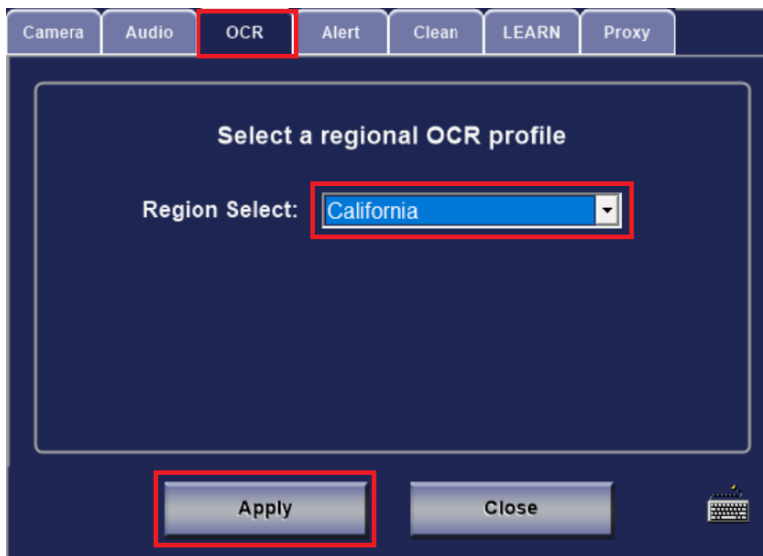 Camera Audio OCR Alert Clean LEARN Proxy
Select a regional OCR profile
Region Select: California
Apply Close